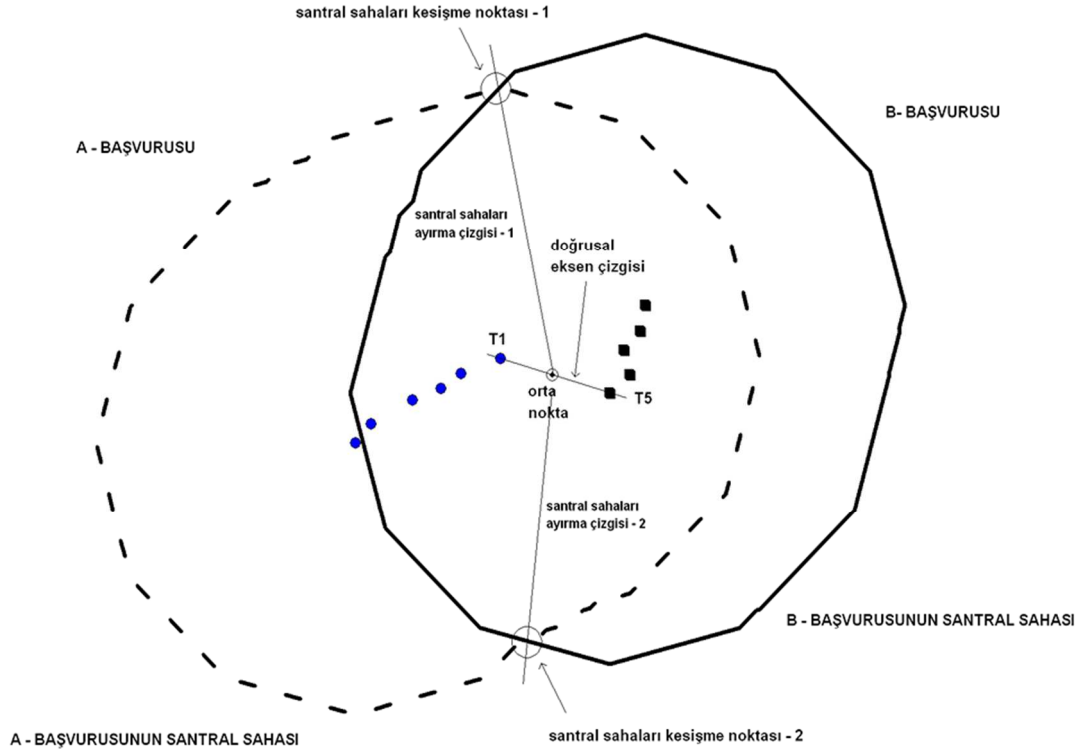 santral sahaları kesişme noktası - 1
B- BAŞVURUSU
A - BAŞVURUSU
santral sahaları
ayırma çizgisi - 1
doğrusal
eksen çizgisi
T1
orta
nokta
T5
santral sahaları
ayırma çizgisi - 2
B - BAŞVURUSUNUN SANTRAL SAHASI
A - BAŞVURUSUNUN SANTRAL SAHASI
santral sahaları kesişme noktası - 2